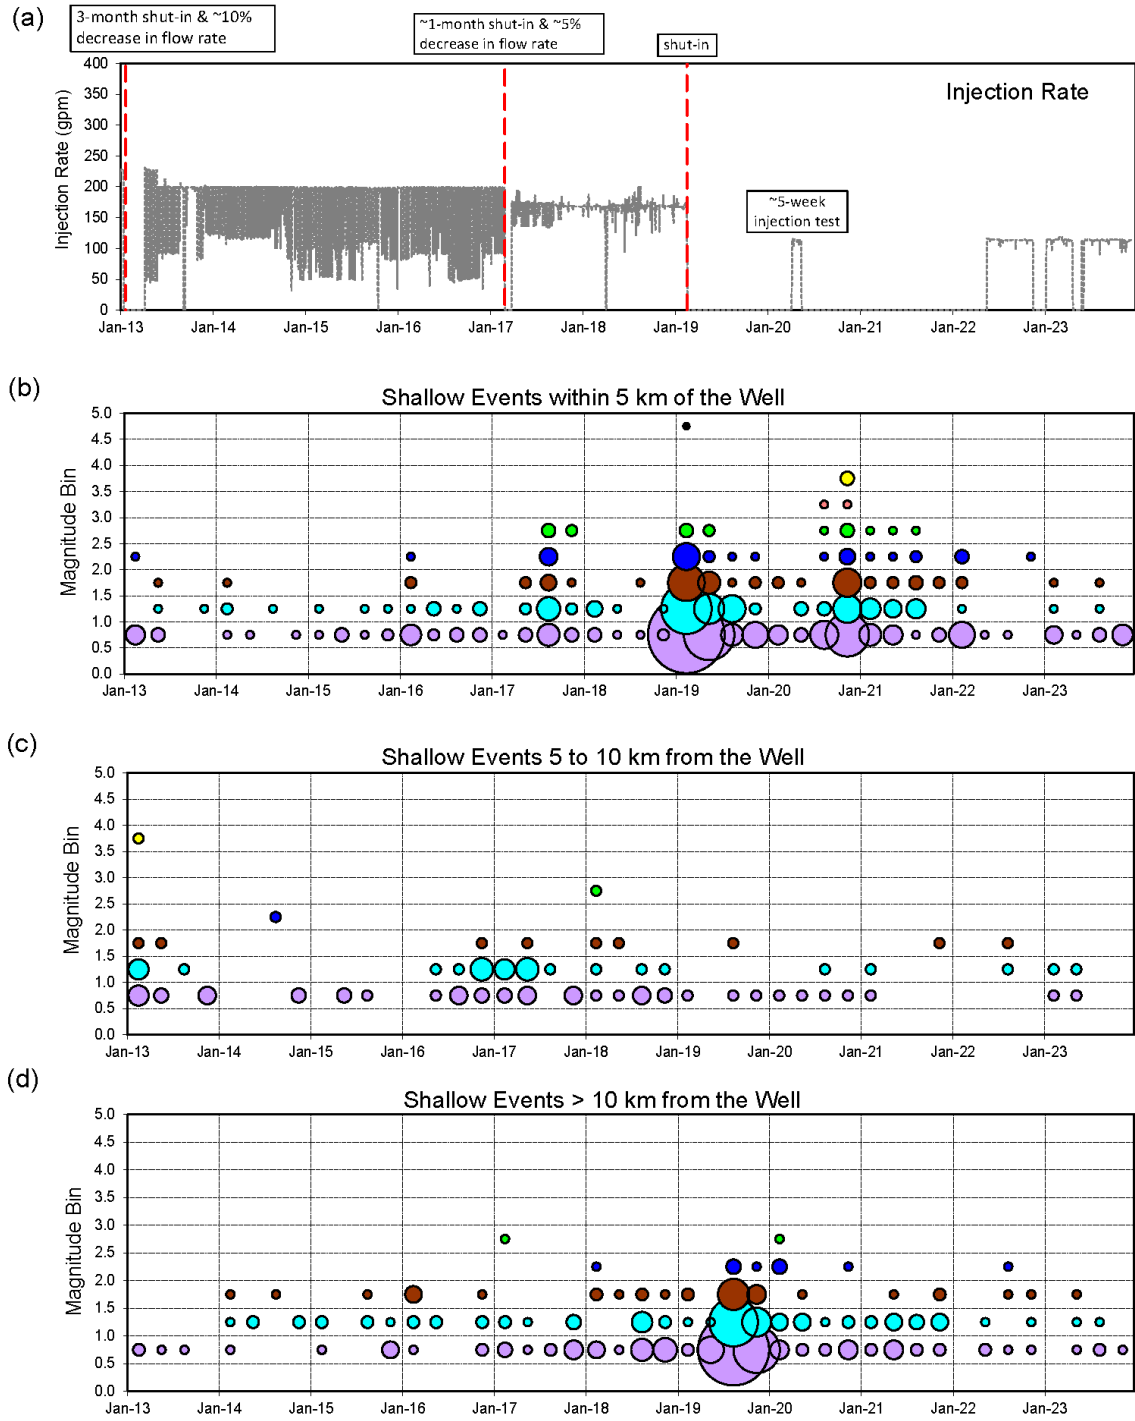 (a)
3-month shut-in & ~10%
decrease in flow rate
~1-month shut-in & ~5%
decrease in flow rate
shut-in
Injection Rate
Injection Rate (gpm)
400
350
300
250
200
150
100
50
0
~5-week
injection test
Jan-13 Jan-14 Jan-15 Jan-16 Jan-17 Jan-18 Jan-19 Jan-20 Jan-21 Jan-22 Jan-23
(b)
Shallow Events within 5 km of the Well
Magnitude Bin
5.0
4.5
4.0
3.5
3.0
2.5
2.0
1.5
1.0
0.5
0.0
Jan-13 Jan-14 Jan-15 Jan-16 Jan-17 Jan-18 Jan-19 Jan-20 Jan-21 Jan-22 Jan-23
(c)
Shallow Events 5 to 10 km from the Well
Magnitude Bin
5.0
4.5
4.0
3.5
3.0
2.5
2.0
1.5
1.0
0.5
0.0
Jan-13 Jan-14 Jan-15 Jan-16 Jan-17 Jan-18 Jan-19 Jan-20 Jan-21 Jan-22 Jan-23
(d)
Shallow Events > 10 km from the Well
Magnitude Bin
5.0
4.5
4.0
3.5
3.0
2.5
2.0
1.5
1.0
0.5
0.0
Jan-13 Jan-14 Jan-15 Jan-16 Jan-17 Jan-18 Jan-19 Jan-20 Jan-21 Jan-22 Jan-23